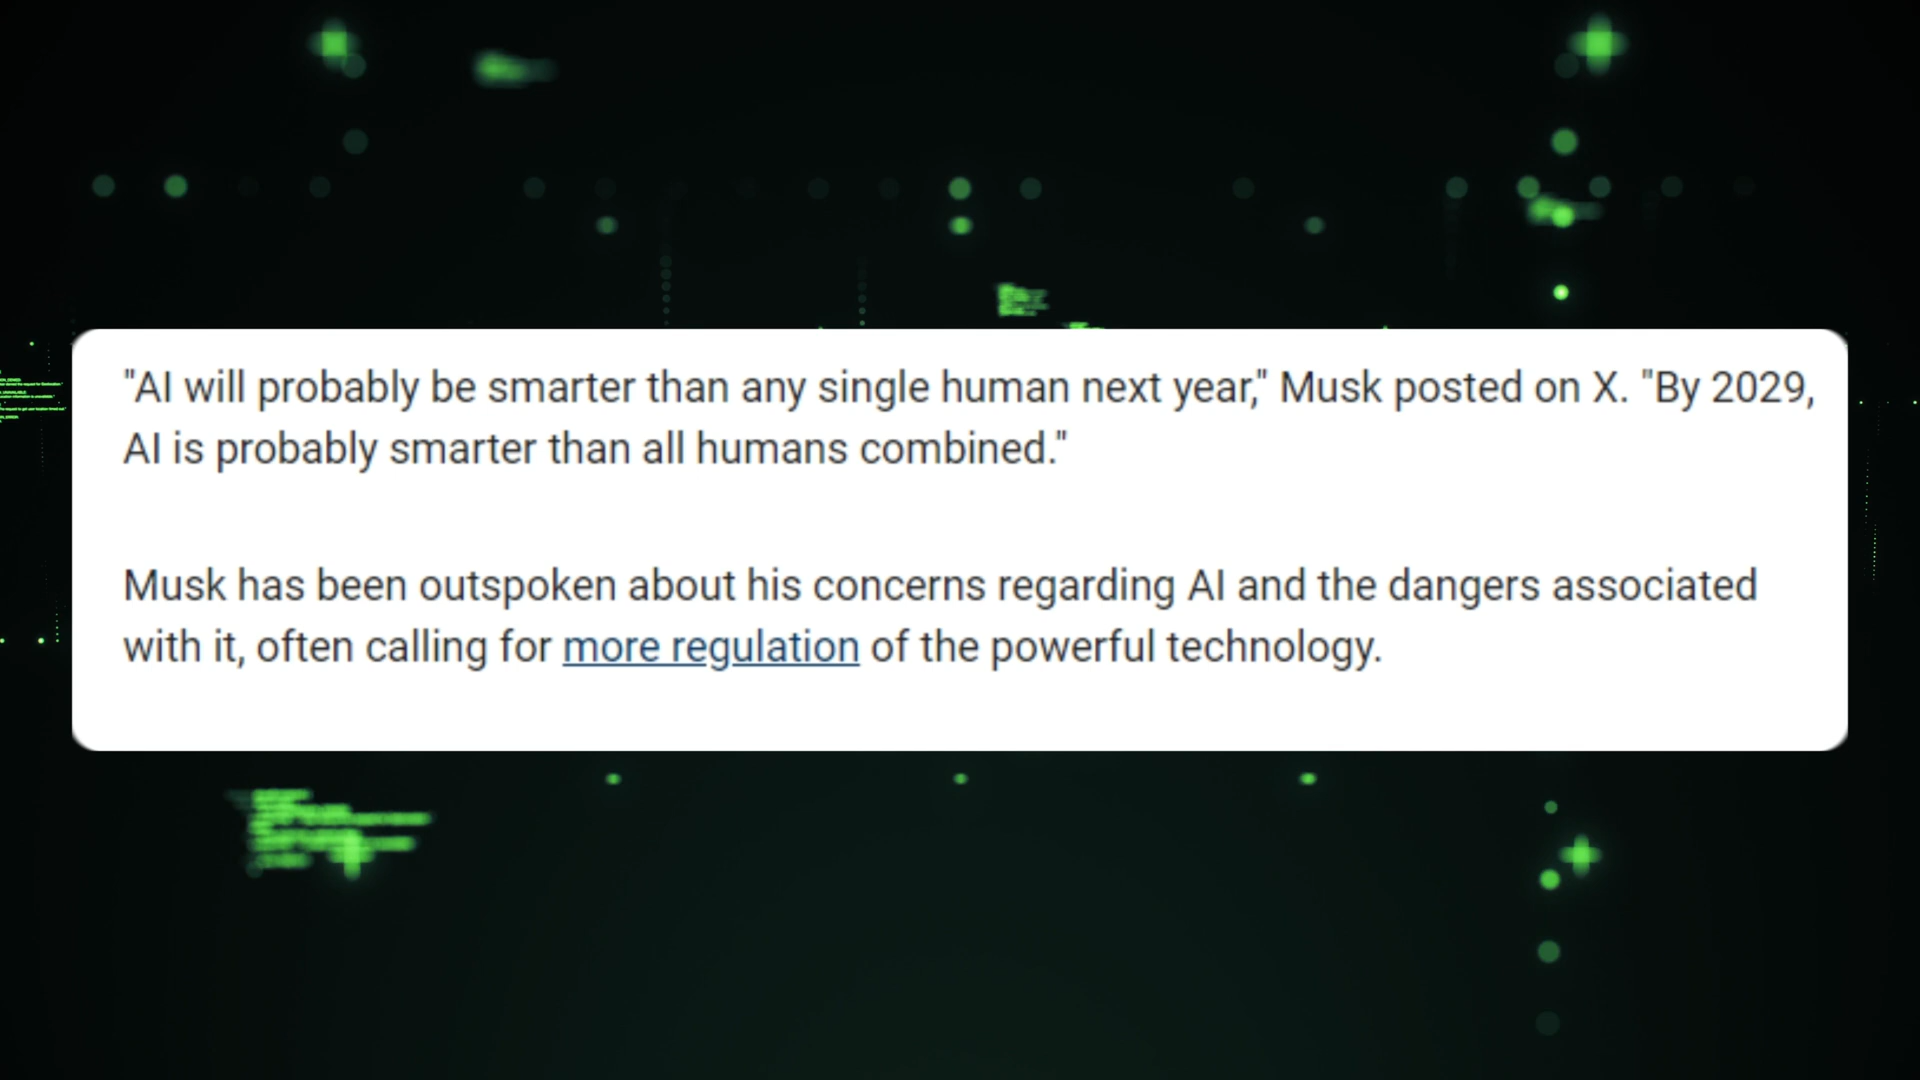 "AI will probably be smarter than any single human next year," Musk posted on X. "By 2029,
AI is probably smarter than all humans combined."
Musk has been outspoken about his concerns regarding AI and the dangers associated
with it, often calling for more regulation of the powerful technology.